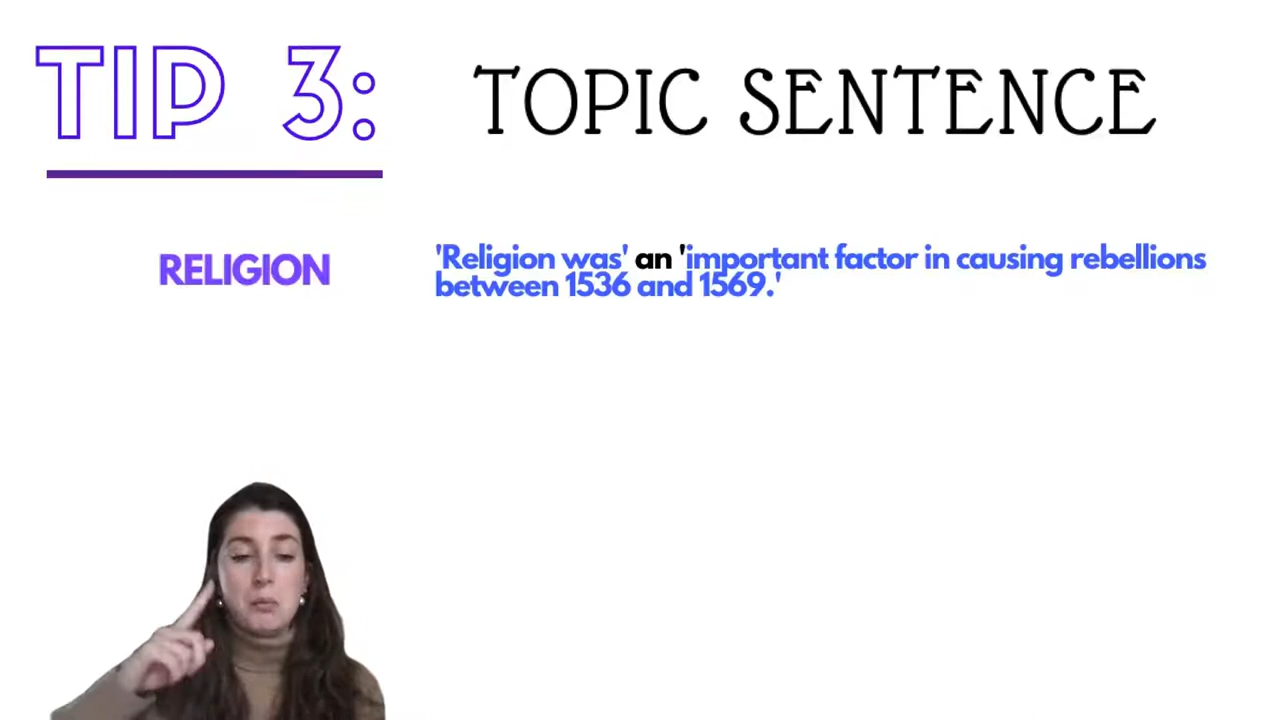 TIP 3:
TOPIC SENTENCE
RELIGION
'Religion was' an 'important factor in causing rebellions
between 1536 and 1569.'